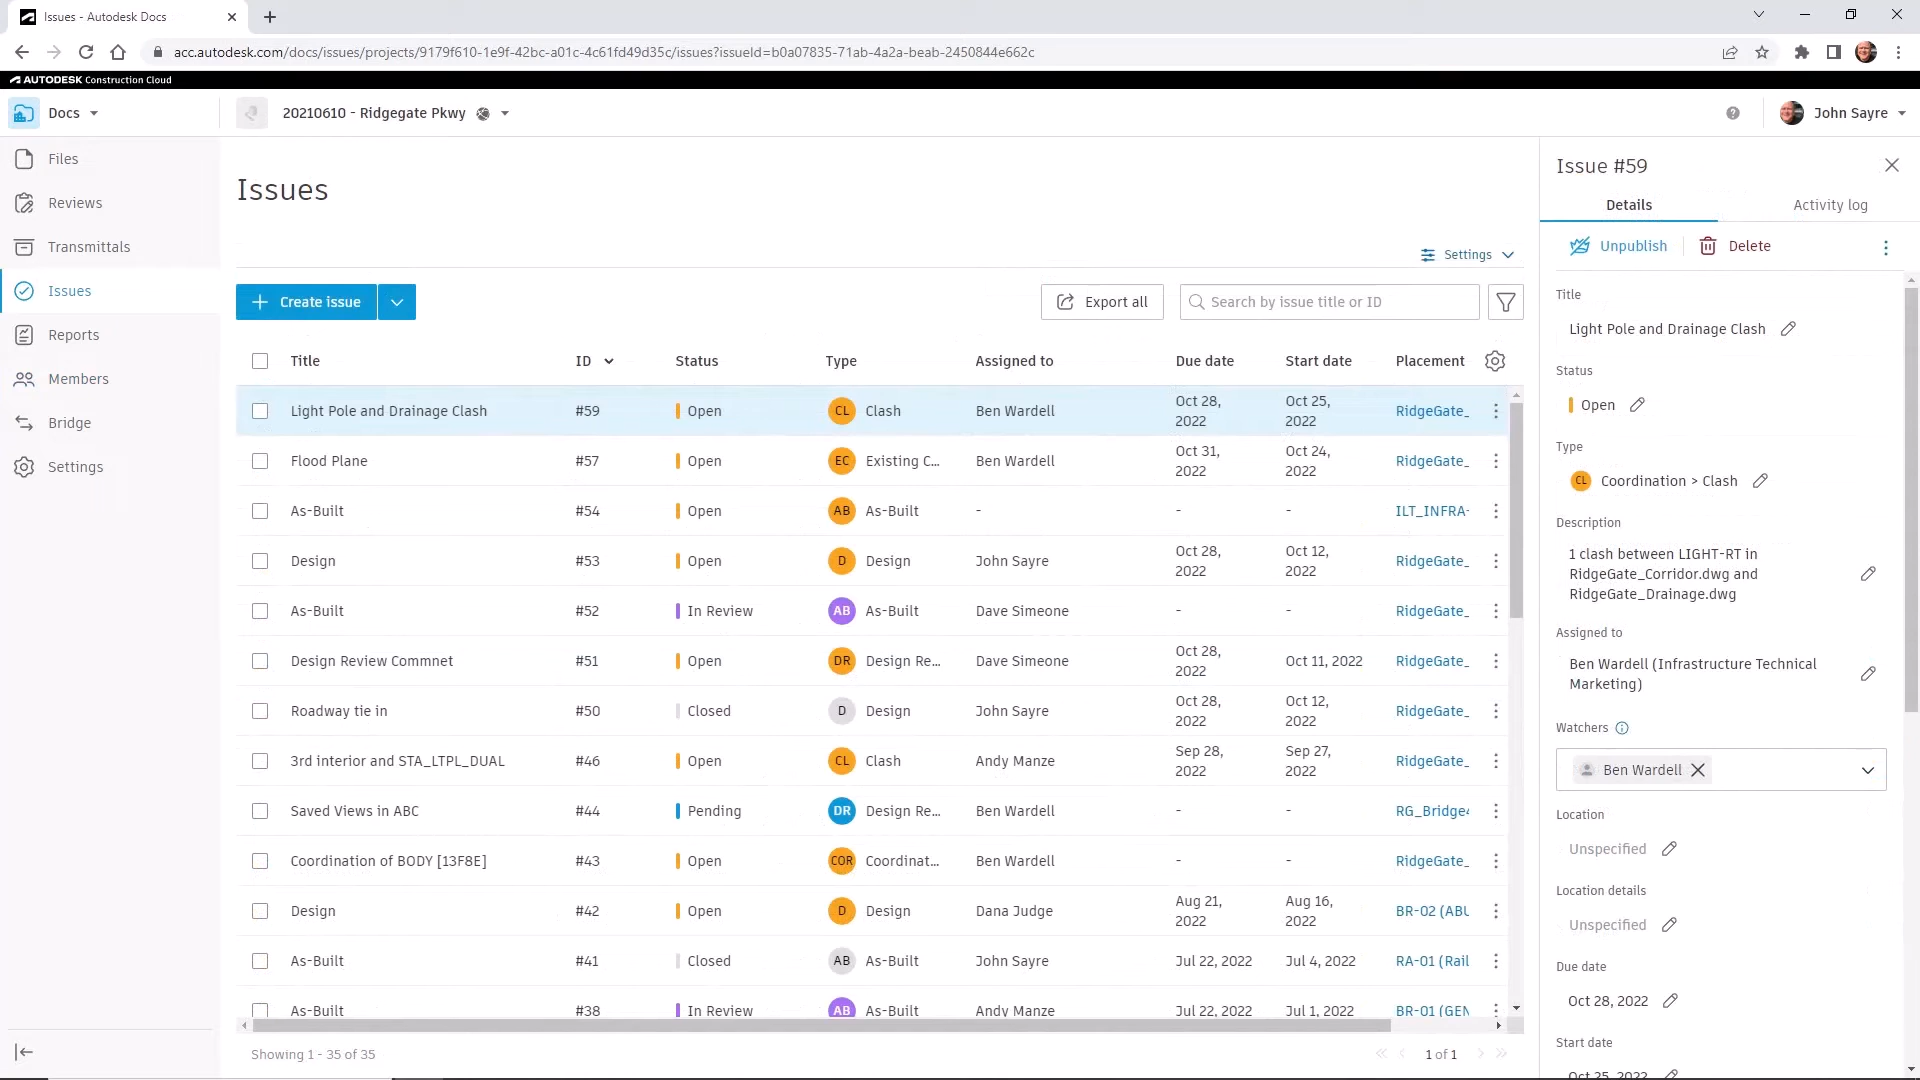 Issues - Autodesk Docs
acc.autodesk.com/docs/issues/projects/9179f610-1e9f-42bc-a01c-4c61fd49d35c/issues?issueId=b0a07835-71ab-4a2a-beab-2450844e662c
AUTODESK Construction Cloud
Docs
20210610 - Ridgegate Pkwy
John Sayre
Files
Reviews
Transmittals
Issues
Reports
Members
Bridge
Settings
Issues
Settings
Create issue
Export all
Search by issue title or ID
Title ID Status Type Assigned to Due date Start date Placement
Light Pole and Drainage Clash #59 Open CL Clash Ben Wardell Oct 28, 2022 Oct 25, 2022 RidgeGate_
Flood Plane #57 Open EC Existing C... Ben Wardell Oct 31, 2022 Oct 24, 2022 RidgeGate_
As-Built #54 Open AB As-Built - - - ILT_INFRA-
Design #53 Open D Design John Sayre Oct 28, 2022 Oct 12, 2022 RidgeGate_
As-Built #52 In Review AB As-Built Dave Simeone - - RidgeGate_
Design Review Commnet #51 Open DR Design Re... Dave Simeone Oct 28, 2022 Oct 11, 2022 RidgeGate_
Roadway tie in #50 Closed D Design John Sayre Oct 28, 2022 Oct 12, 2022 RidgeGate_
3rd interior and STA_LTPL_DUAL #46 Open CL Clash Andy Manze Sep 28, 2022 Sep 27, 2022 RidgeGate_
Saved Views in ABC #44 Pending DR Design Re... Ben Wardell - - RG_Bridge
Coordination of BODY [13F8E] #43 Open COR Coordinat... Ben Wardell - - RidgeGate_
Design #42 Open D Design Dana Judge Aug 21, 2022 Aug 16, 2022 BR-02 (ABU
As-Built #41 Closed AB As-Built John Sayre Jul 22, 2022 Jul 4, 2022 RA-01 (Rail
As-Built #38 In Review AB As-Built Andy Manze Jul 22, 2022 Jul 1, 2022 BR-01 (GEN
Showing 1 - 35 of 35
1 of 1
Issue #59
Details Activity log
Unpublish Delete
Title
Light Pole and Drainage Clash
Status
Open
Type
CL Coordination > Clash
Description
1 clash between LIGHT-RT in
RidgeGate_Corridor.dwg and
RidgeGate_Drainage.dwg
Assigned to
Ben Wardell (Infrastructure Technical
Marketing)
Watchers
Ben Wardell
Location
Unspecified
Location details
Unspecified
Due date
Oct 28, 2022
Start date
Oct 25, 2022